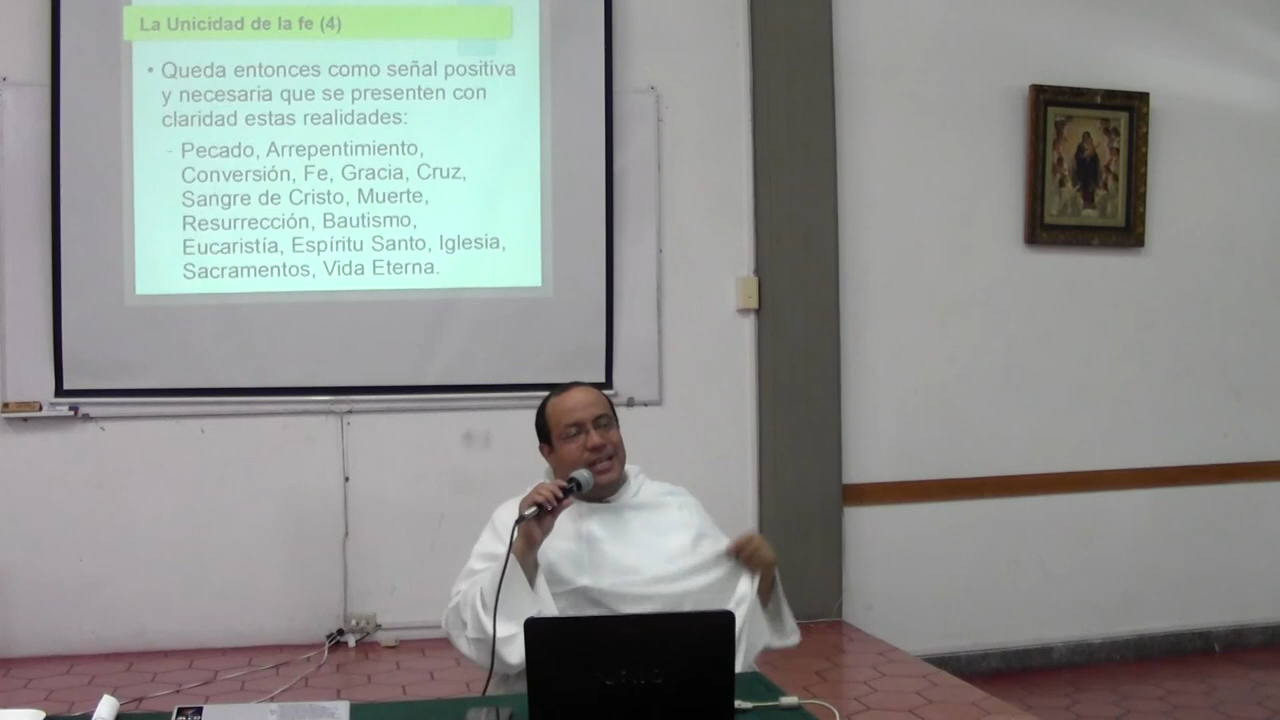 La Unicidad de la fe (4)
• Queda entonces como señal positiva
y necesaria que se presenten con
claridad estas realidades:
- Pecado, Arrepentimiento,
Conversión, Fe, Gracia, Cruz,
Sangre de Cristo, Muerte,
Resurrección, Bautismo,
Eucaristía, Espíritu Santo, Iglesia,
Sacramentos, Vida Eterna.